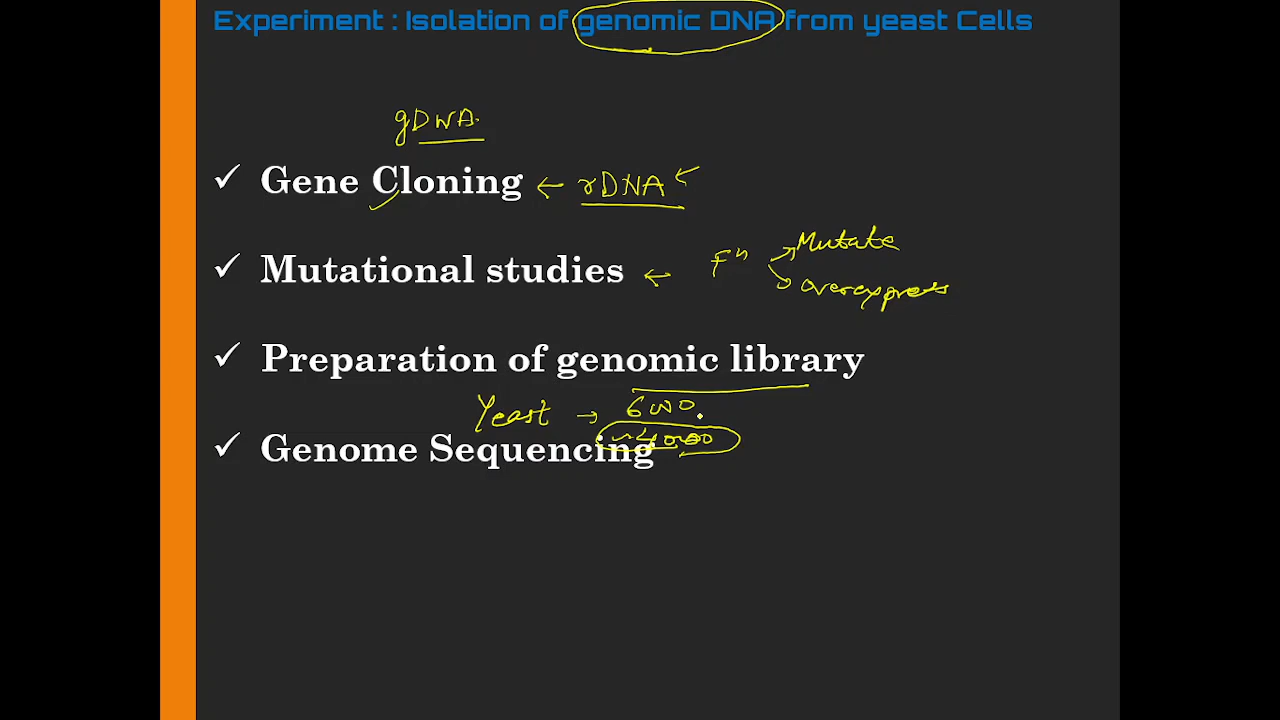 Experiment : Isolation of genomic DNA from yeast Cells
gDNA
✓ Gene Cloning ← rDNA
Mutate
✓ Mutational studies ← Fn
overexpress
✓ Preparation of genomic library
Yeast → 6000
~4000
✓ Genome Sequencing